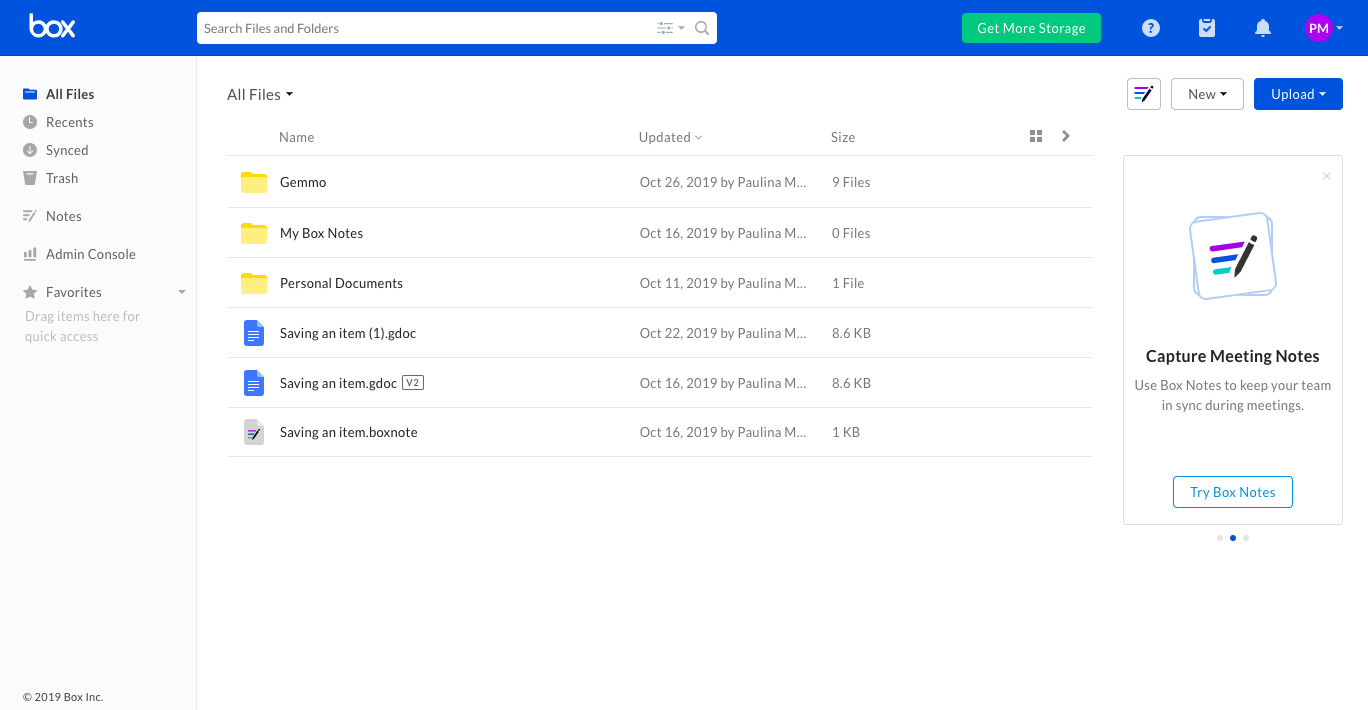 box
Search Files and Folders
Get More Storage
?
PM
All Files
Recents
Synced
Trash
Notes
Admin Console
Favorites
Drag items here for
quick access
© 2019 Box Inc.
All Files
New
Upload
Name Updated Size
Gemmo Oct 26, 2019 by Paulina M... 9 Files
My Box Notes Oct 16, 2019 by Paulina M... 0 Files
Personal Documents Oct 11, 2019 by Paulina M... 1 File
Saving an item (1).gdoc Oct 22, 2019 by Paulina M... 8.6 KB
Saving an item.gdoc V2 Oct 16, 2019 by Paulina M... 8.6 KB
Saving an item.boxnote Oct 16, 2019 by Paulina M... 1 KB
Capture Meeting Notes
Use Box Notes to keep your team
in sync during meetings.
Try Box Notes